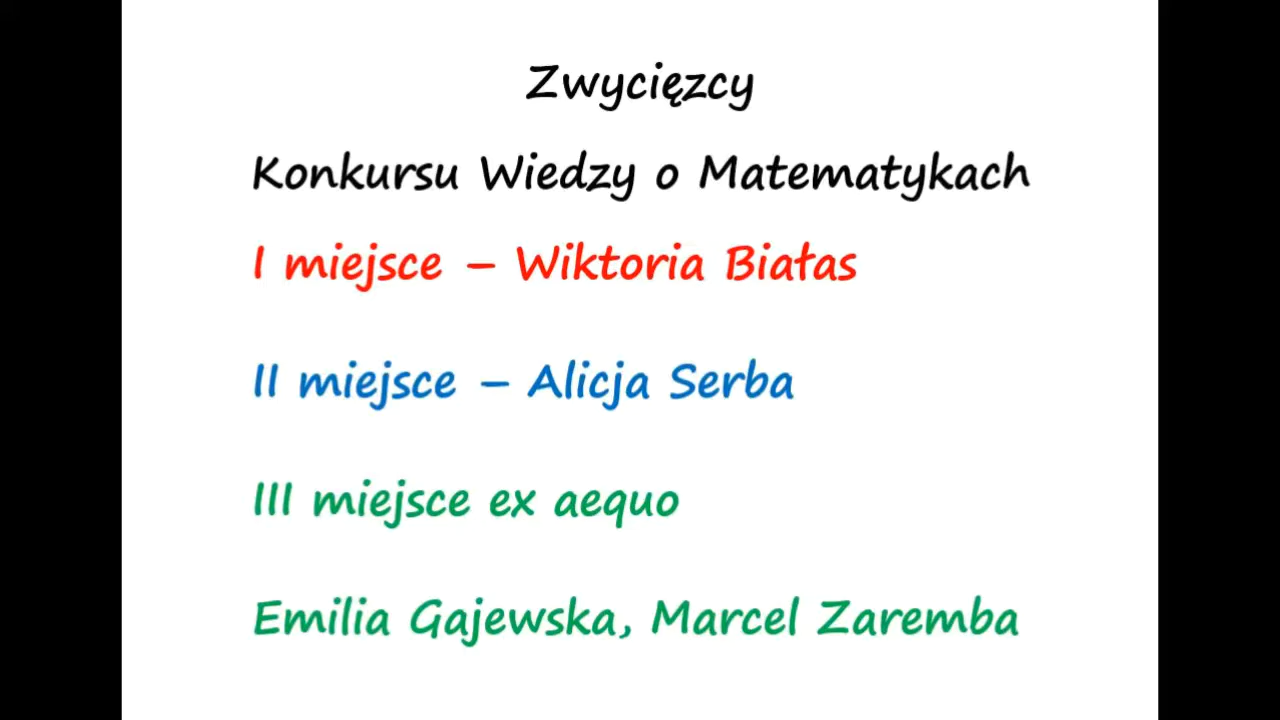 Zwycięzcy
Konkursu Wiedzy o Matematykach
I miejsce – Wiktoria Białas
II miejsce – Alicja Serba
III miejsce ex aequo
Emilia Gajewska, Marcel Zaremba